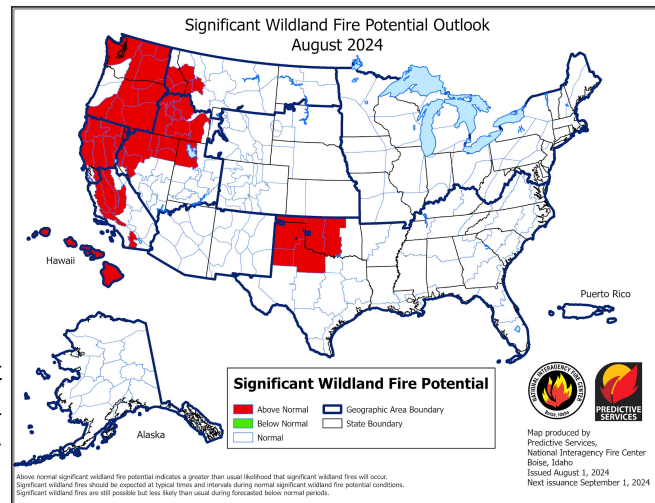 Significant Wildland Fire Potential Outlook
August 2024
Hawaii
Puerto Rico
Alaska
Significant Wildland Fire Potential
Above Normal
Below Normal
Normal
Geographic Area Boundary
State Boundary
NATIONAL INTERAGENCY FIRE CENTER
Boise, Idaho
PREDICTIVE
SERVICES
Map produced by
Predictive Services,
National Interagency Fire Center
Boise, Idaho
Issued August 1, 2024
Next issuance September 1, 2024
Above normal significant wildland fire potential indicates a greater than usual likelihood that significant wildland fires will occur.
Significant wildland fires should be expected at typical times and intervals during normal significant wildland fire potential conditions.
Significant wildland fires are still possible but less likely than usual during forecasted below normal periods.